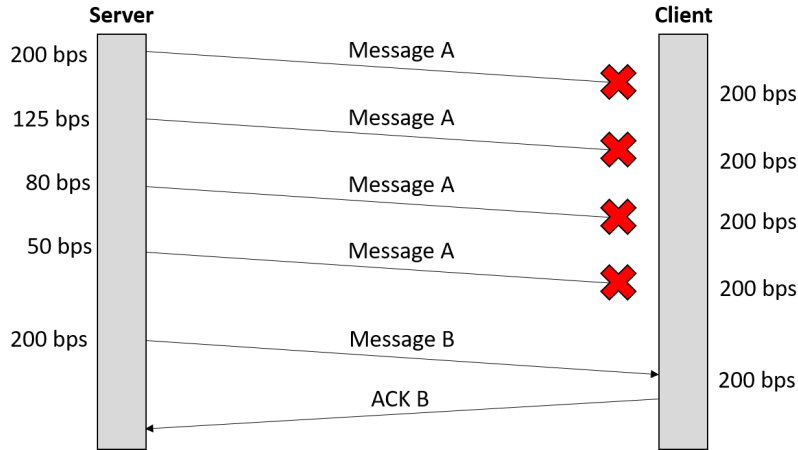 Server
Client
200 bps
Message A
200 bps
125 bps
Message A
200 bps
80 bps
Message A
200 bps
50 bps
Message A
200 bps
200 bps
Message B
200 bps
ACK B